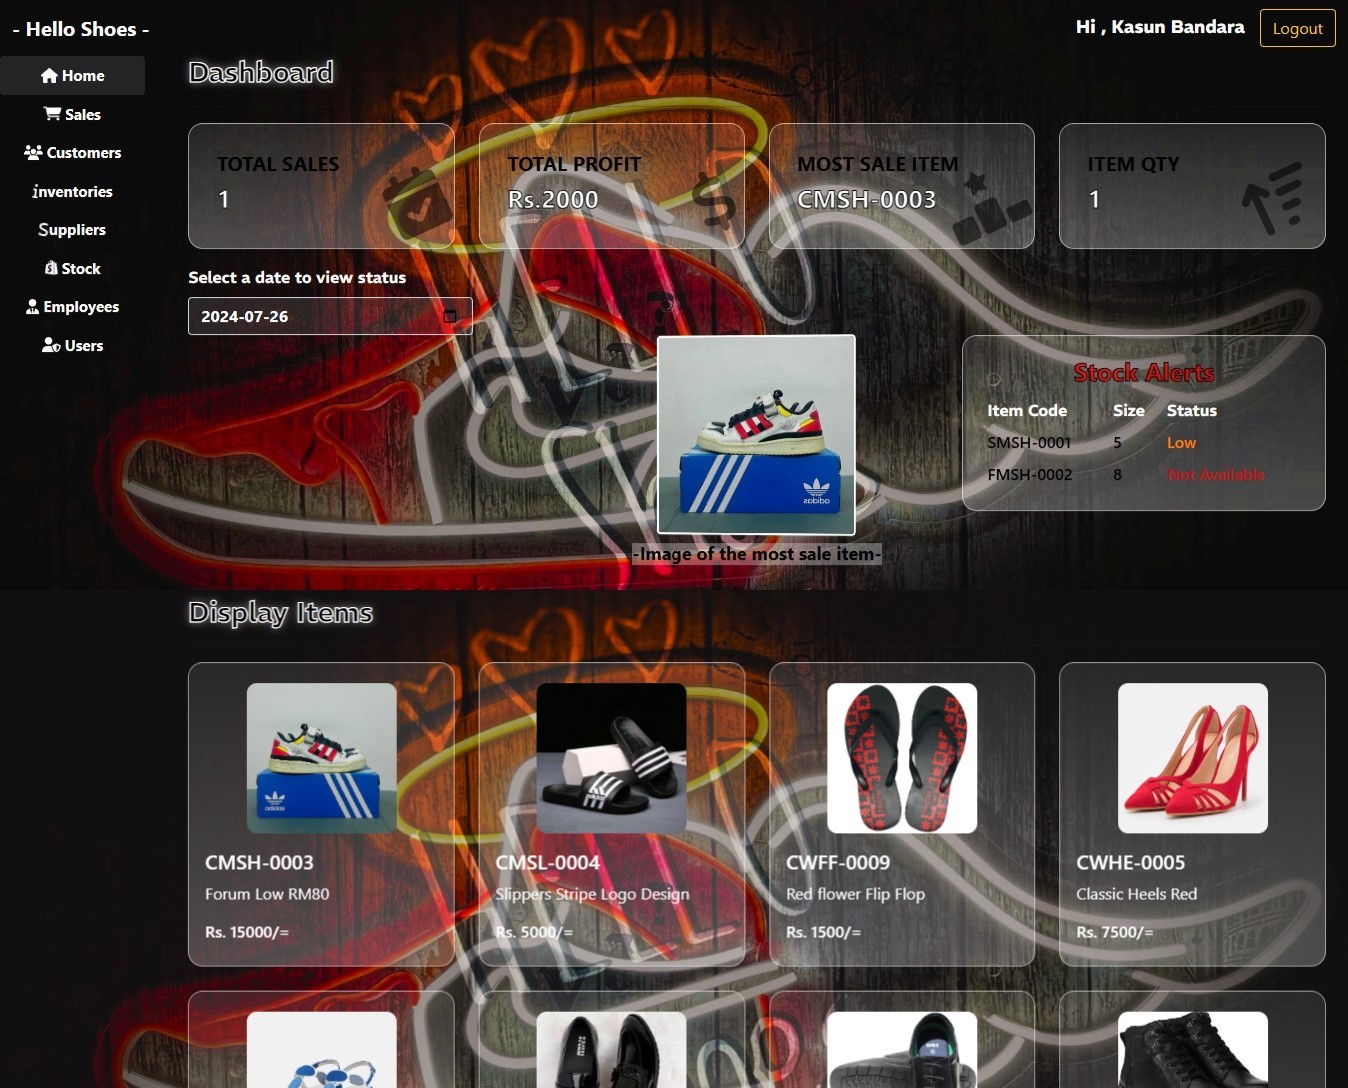 - Hello Shoes -
Hi , Kasun Bandara
Logout
Home
Sales
Customers
inventories
Suppliers
Stock
Employees
Users
Dashboard
TOTAL SALES
1
TOTAL PROFIT
Rs.2000
MOST SALE ITEM
CMSH-0003
ITEM QTY
1
Select a date to view status
2024-07-26
adidas
-Image of the most sale item-
Stock Alerts
Item Code Size Status
SMSH-0001 5 Low
FMSH-0002 8 Not Available
Display Items
adidas
CMSH-0003
Forum Low RM80
Rs. 15000/=
adidas
CMSL-0004
Slippers Stripe Logo Design
Rs. 5000/=
CWFF-0009
Red flower Flip Flop
Rs. 1500/=
CWHE-0005
Classic Heels Red
Rs. 7500/=